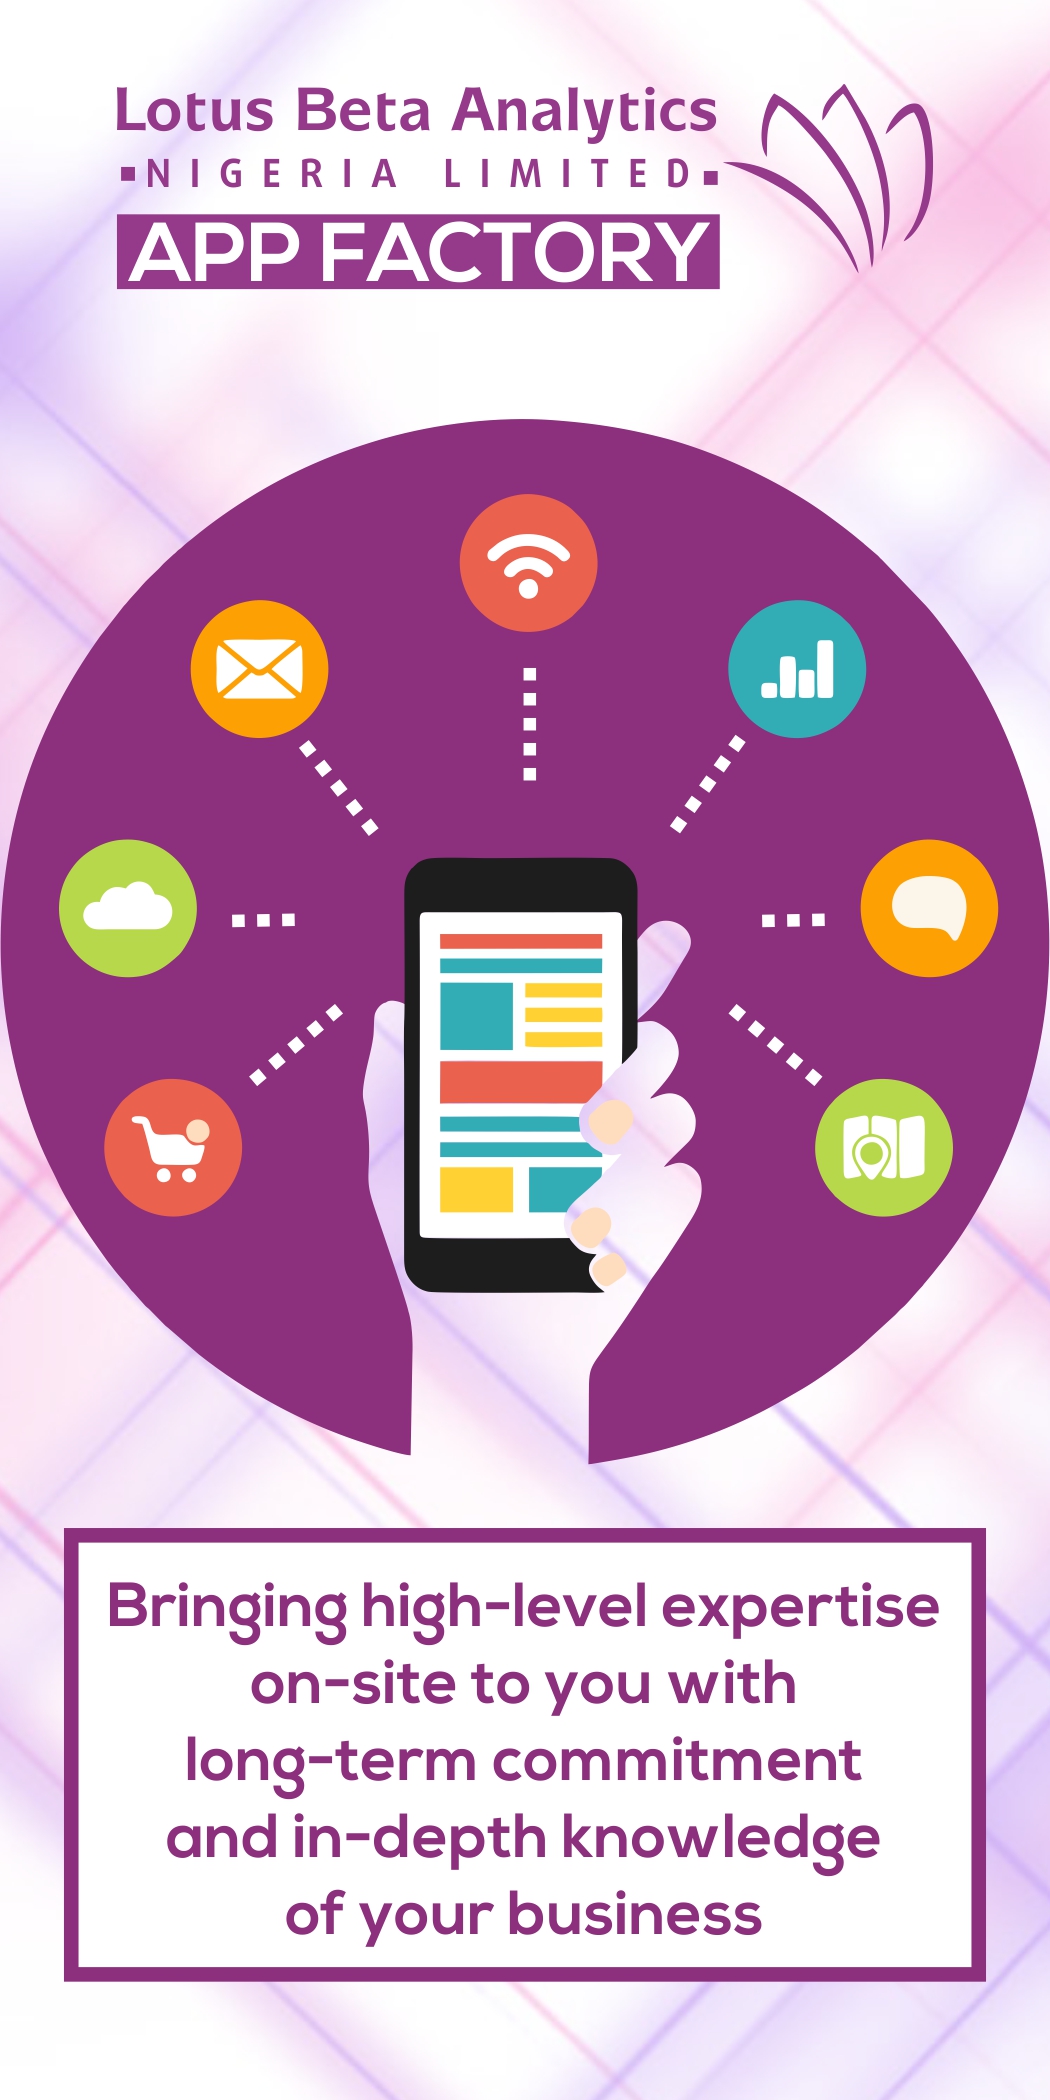 Lotus Beta Analytics
NIGERIA LIMITED
APP FACTORY
Bringing high-level expertise
on-site to you with
long-term commitment
and in-depth knowledge
of your business